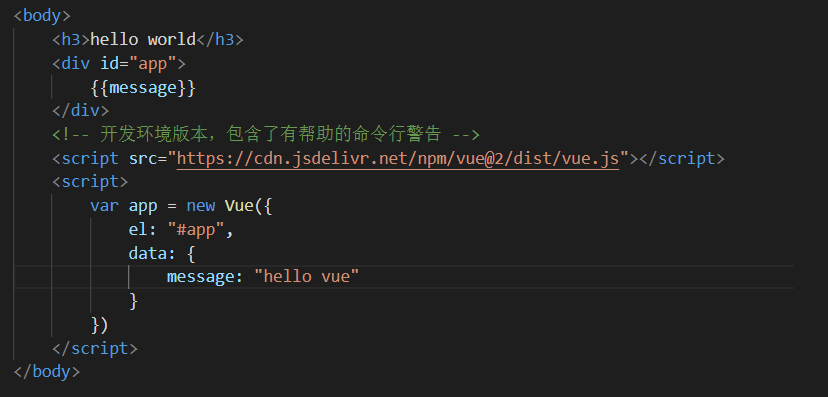 <body>
<h3>hello world</h3>
<div id="app">
{{message}}
</div>
<!-- 开发环境版本，包含了有帮助的命令行警告 -->
<script src="https://cdn.jsdelivr.net/npm/vue@2/dist/vue.js"></script>
<script>
var app = new Vue({
el: "#app",
data: {
message: "hello vue"
}
})
</script>
</body>